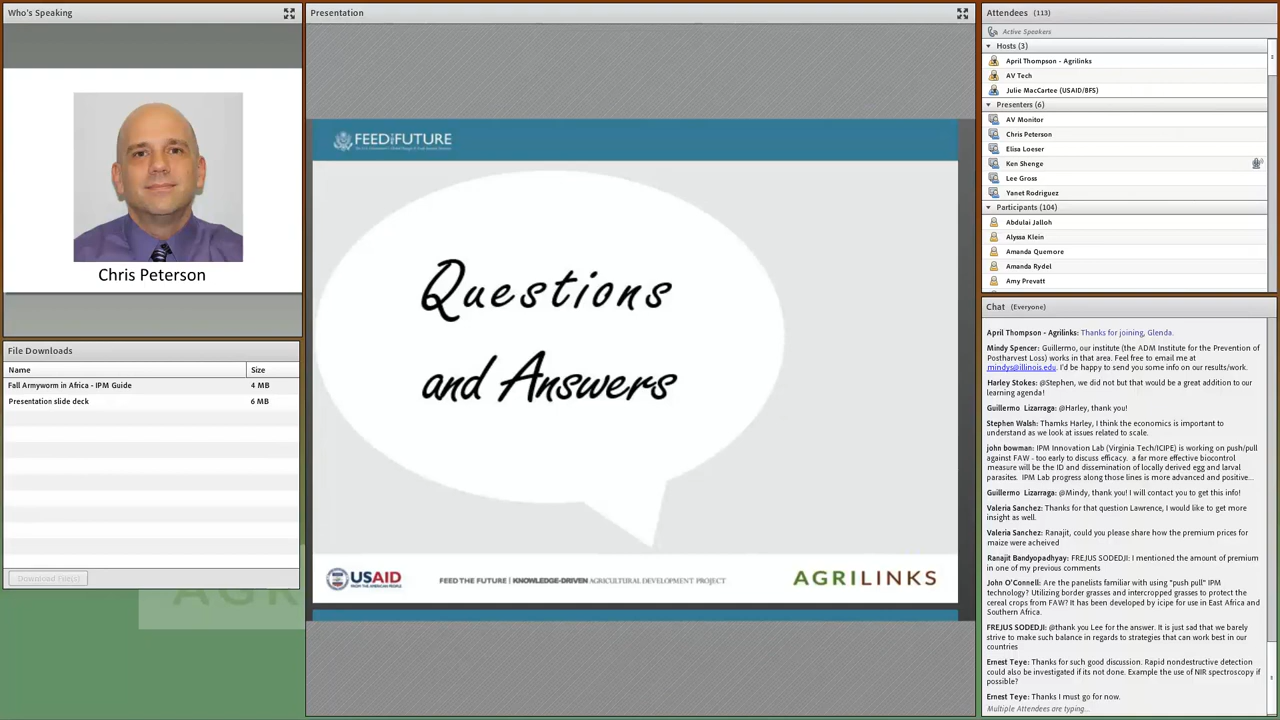 Who's Speaking
Chris Peterson
File Downloads
Name Size
Fall Armyworm in Africa - IPM Guide 4 MB
Presentation slide deck 6 MB
Download File(s)
AGRIL
Presentation
FEED THE FUTURE
Questions
and Answers
USAID
FROM THE AMERICAN PEOPLE
FEED THE FUTURE | KNOWLEDGE-DRIVEN AGRICULTURAL DEVELOPMENT PROJECT
AGRILINKS
Attendees (113)
Active Speakers
Hosts (3)
April Thompson - Agrilinks
AV Tech
Julie MacCartee (USAID/BFS)
Presenters (6)
AV Monitor
Chris Peterson
Elisa Loeser
Ken Shenge
Lee Gross
Yanet Rodriguez
Participants (104)
Abdulai Jalloh
Alyssa Klein
Amanda Quemore
Amanda Rydel
Amy Prevatt
Chat (Everyone)
April Thompson - Agrilinks: Thanks for joining, Glenda.
Mindy Spencer: Guillermo, our institute (the ADM Institute for the Prevention of
Postharvest Loss) works in that area. Feel free to email me at
mindys@illinois.edu. I'd be happy to send you some info on our results/work.
Harley Stokes: @Stephen, we did not but that would be a great addition to our
learning agenda!
Guillermo Lizarraga: @Harley, thank you!
Stephen Walsh: Thamks Harley, I think the economics is important to
understand as we look at issues related to scale.
john bowman: IPM Innovation Lab (Virginia Tech/ICIPE) is working on push/pull
against FAW - too early to discuss efficacy. a far more effective biocontrol
measure will be the ID and dissemination of locally derived egg and larval
parasites. IPM Lab progress along those lines is more advanced and positive...
Guillermo Lizarraga: @Mindy, thank you! I will contact you to get this info!
Valeria Sanchez: Thanks for that question Lawrence, I would like to get more
insight as well.
Valeria Sanchez: Ranajit, could you please share how the premium prices for
maize were acheived
Ranajit Bandyopadhyay: FREJUS SODEDJI: I mentioned the amount of premium
in one of my previous comments
John O'Connell: Are the panelists familiar with using "push pull" IPM
technology? Utilizing border grasses and intercropped grasses to protect the
cereal crops from FAW? It has been developed by icipe for use in East Africa and
Southern Africa.
FREJUS SODEDJI: @thank you Lee for the answer. It is just sad that we barely
strive to make such balance in regards to strategies that can work best in our
countries
Ernest Teye: Thanks for such good discussion. Rapid nondestructive detection
could also be investigated if its not done. Example the use of NIR spectroscopy if
possible?
Ernest Teye: Thanks I must go for now.
Multiple Attendees are typing...